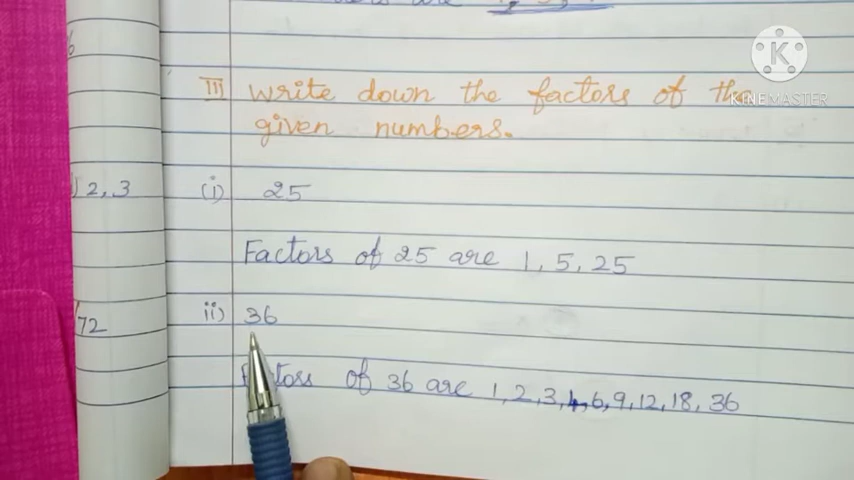 III Write down the factors of the
given numbers.
(i) 25
Factors of 25 are 1, 5, 25
ii) 36
of 36 are 1, 2, 3, 4, 6, 9, 12, 18, 36
2, 3
72
K
KINEMASTER